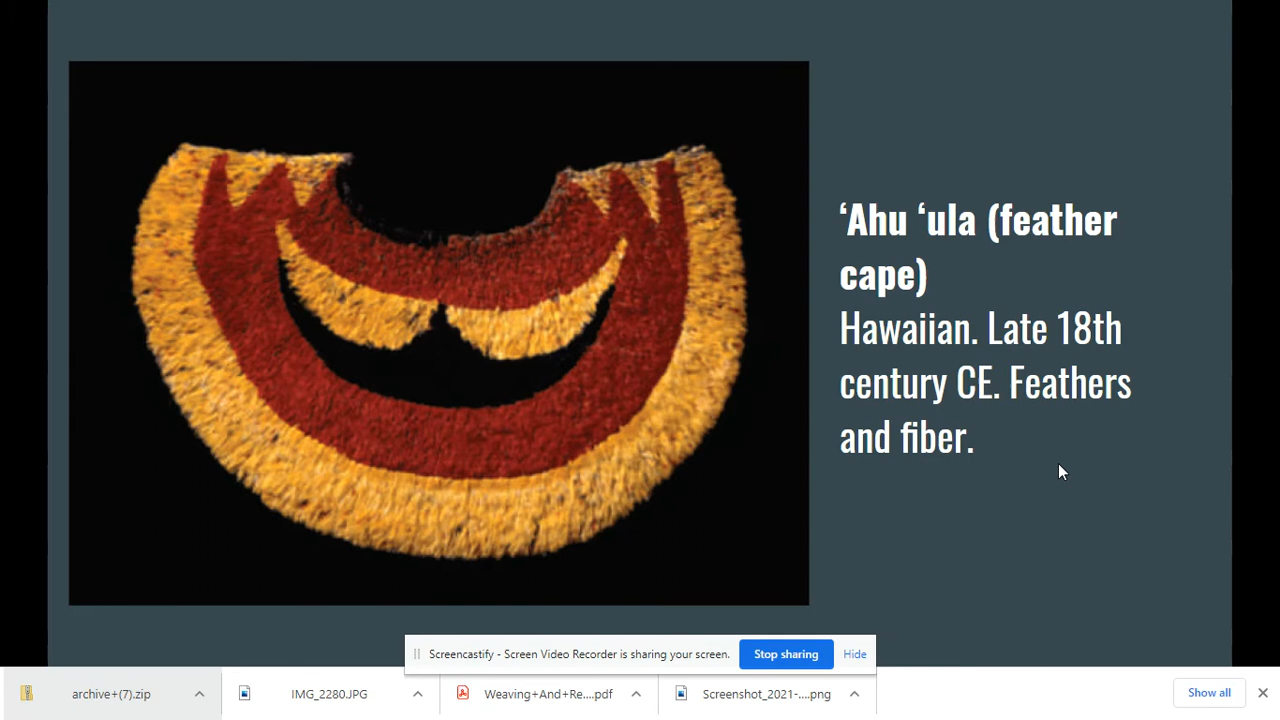 ‘Ahu ‘ula (feather
cape)
Hawaiian. Late 18th
century CE. Feathers
and fiber.
Screencastify - Screen Video Recorder is sharing your screen.
Stop sharing
Hide
archive+(7).zip
IMG_2280.JPG
Weaving+And+Re....pdf
Screenshot_2021-....png
Show all